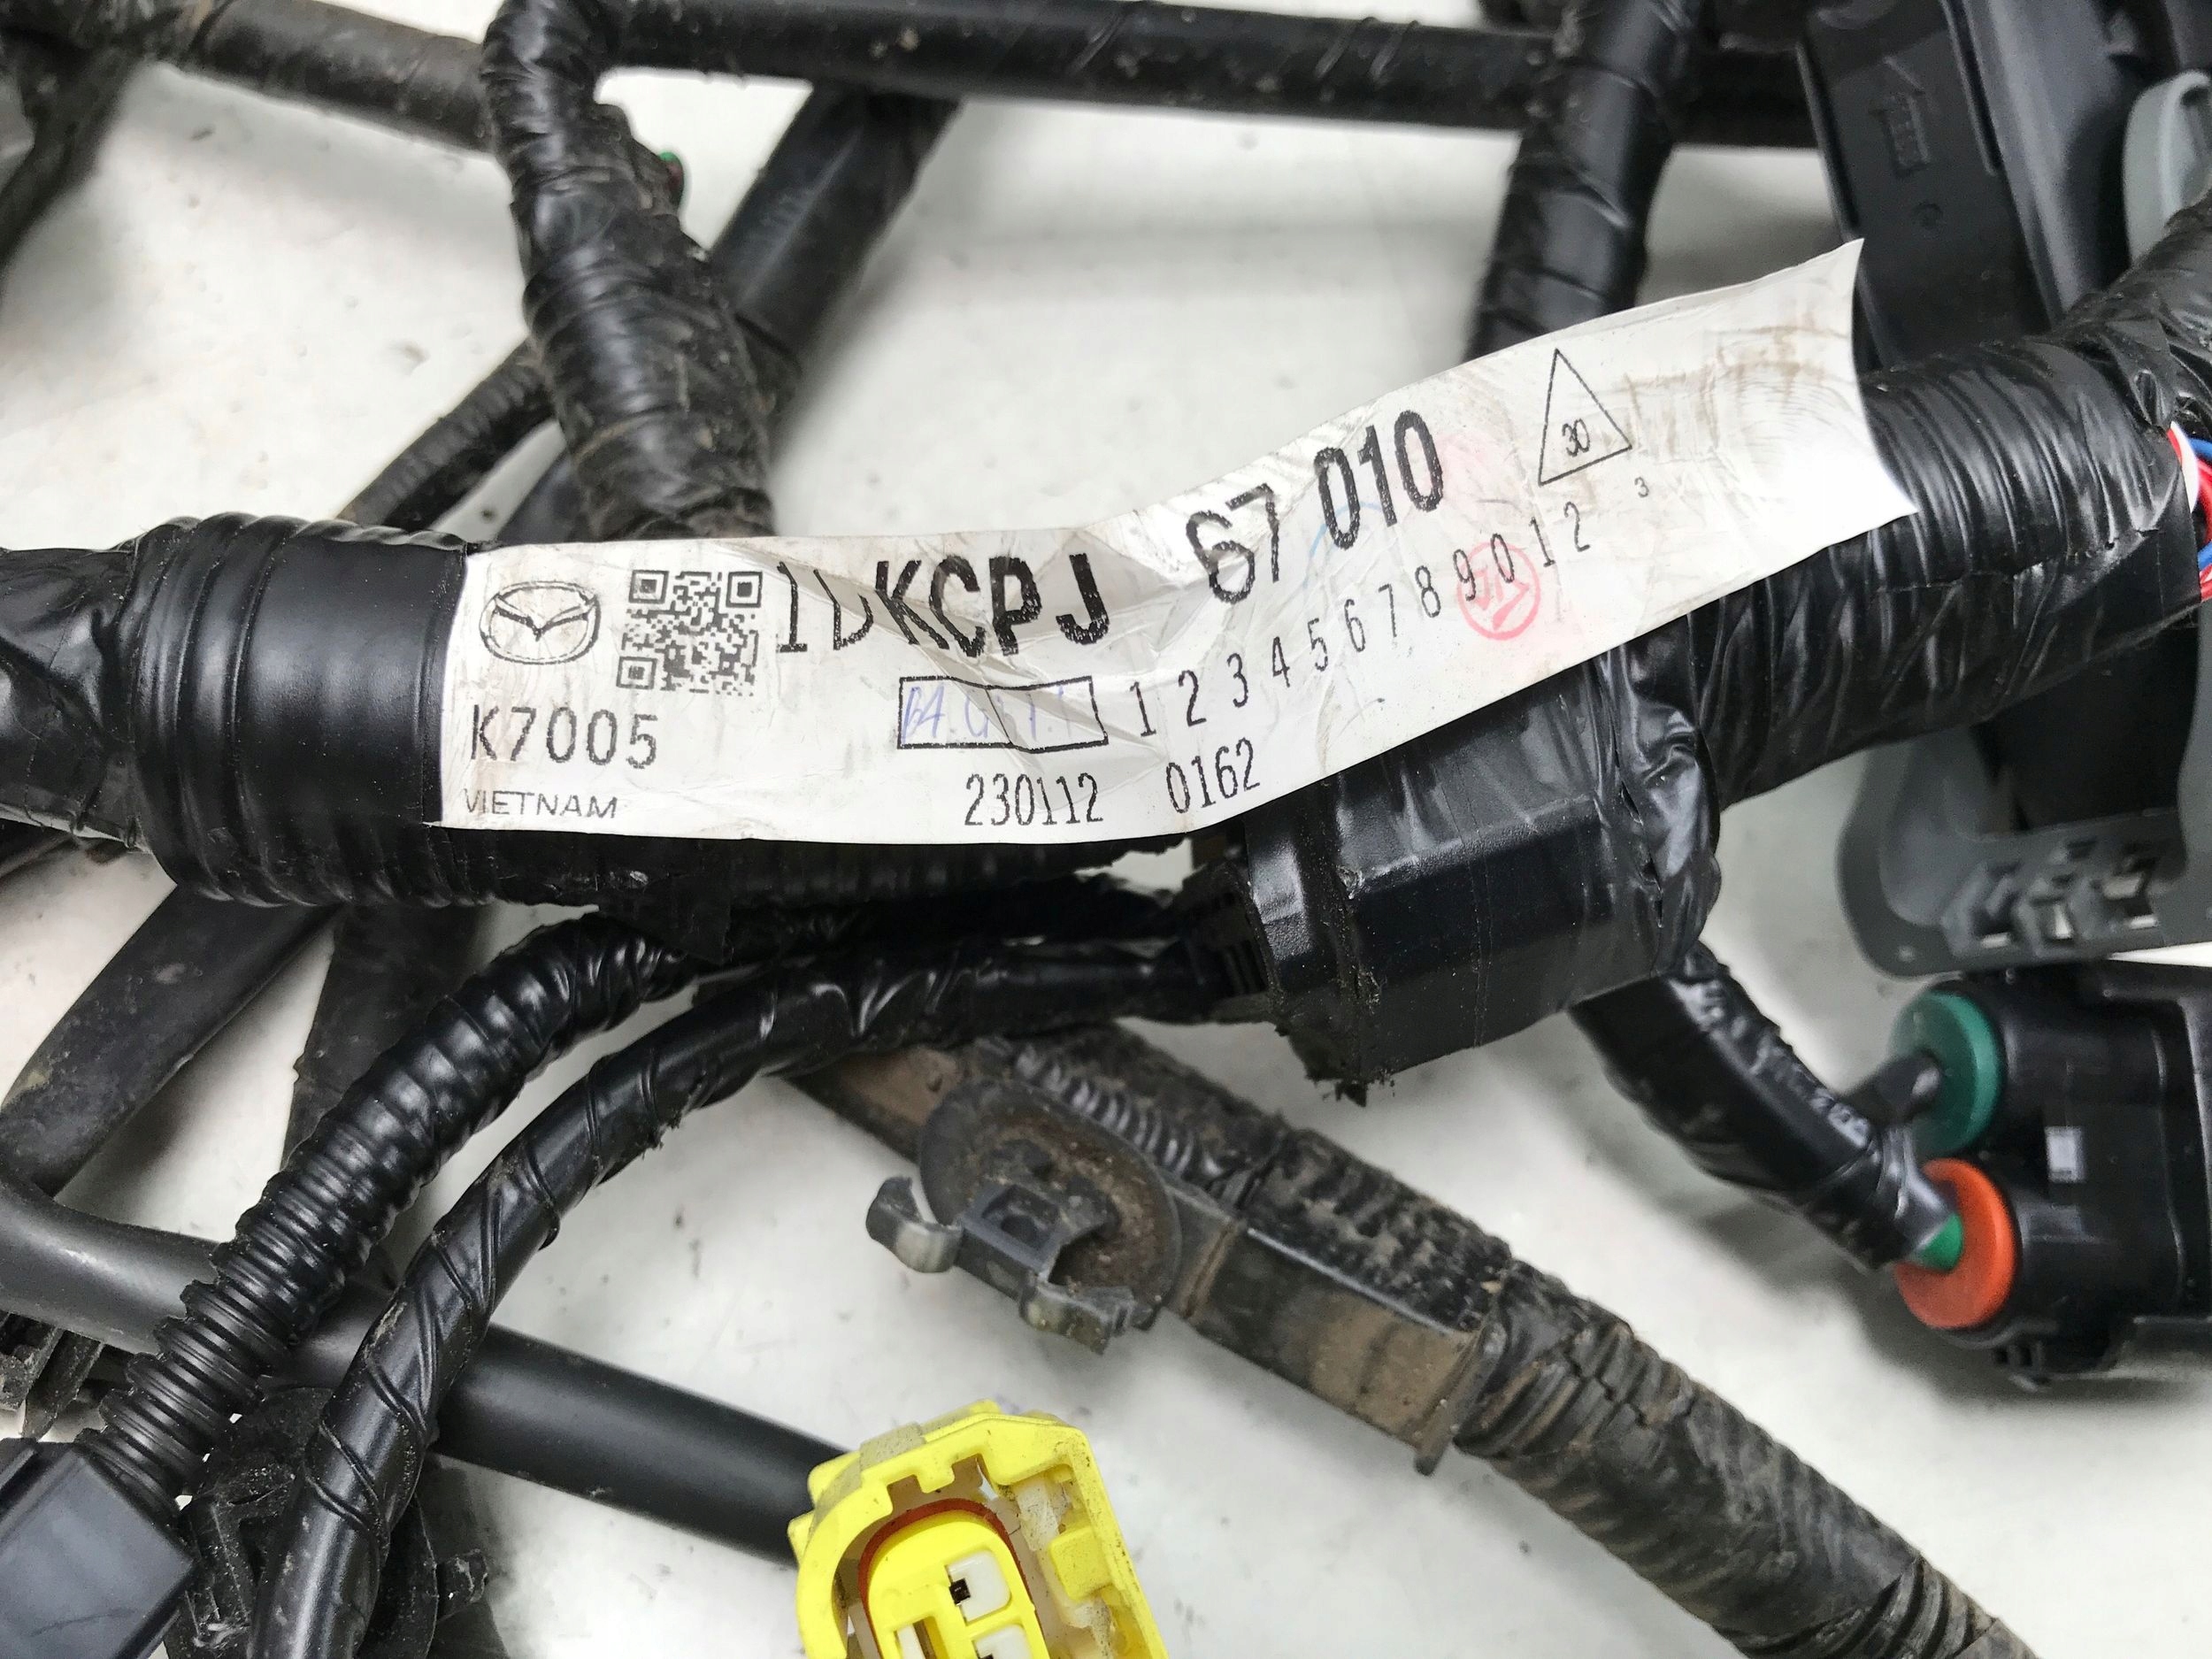 1DKCPJ 67 010
30
K7005
1 2 3 4 5 6 7 8 9 0 1 2 3
VIETNAM
230112 0162